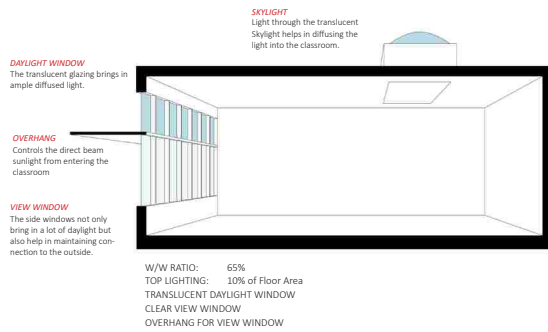 SKYLIGHT
Light through the translucent
Skylight helps in diffusing the
light into the classroom.
DAYLIGHT WINDOW
The translucent glazing brings in
ample diffused light.
OVERHANG
Controls the direct beam
sunlight from entering the
classroom
VIEW WINDOW
The side windows not only
bring in a lot of daylight but
also help in maintaining con-
nection to the outside.
W/W RATIO: 65%
TOP LIGHTING: 10% of Floor Area
TRANSLUCENT DAYLIGHT WINDOW
CLEAR VIEW WINDOW
OVERHANG FOR VIEW WINDOW